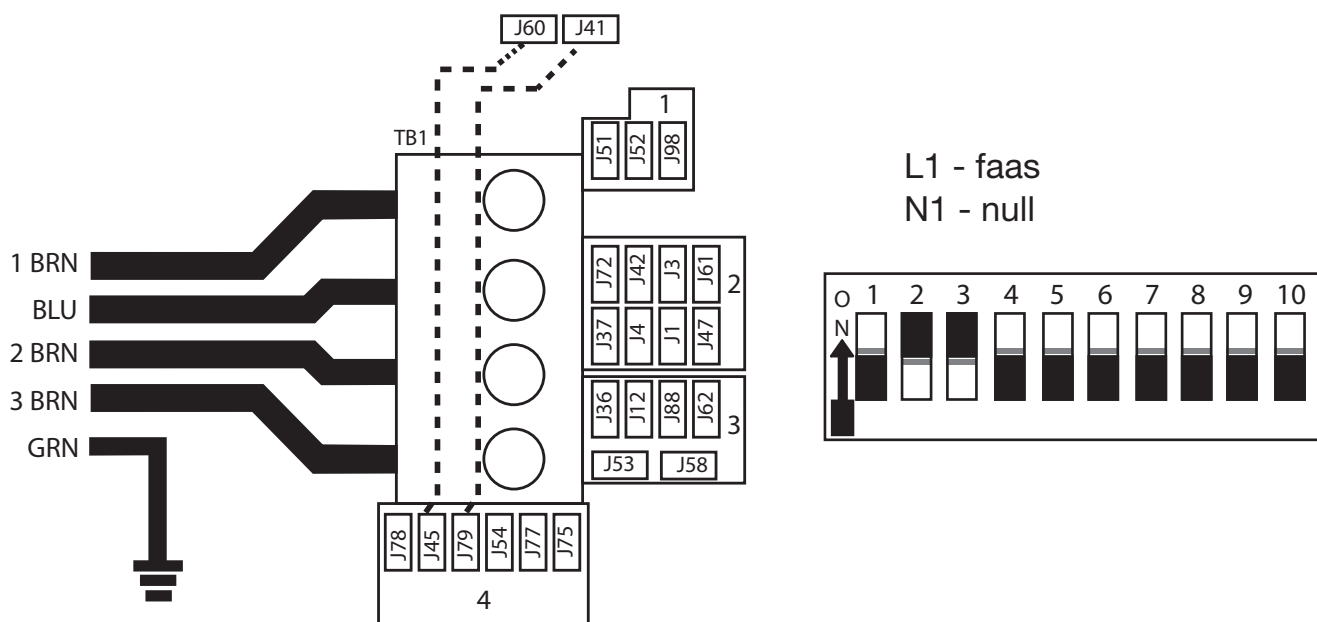 J60 J41
1
TB1
J51 J52 J98
L1 - faas
N1 - null
1 BRN
BLU
2 BRN
3 BRN
GRN
J72 J42 J3 J61
2
J37 J4 J1 J47
J36 J12 J88 J62
3
J53 J58
J78 J45 J79 J54 J77 J75
4
O
N
1 2 3 4 5 6 7 8 9 10